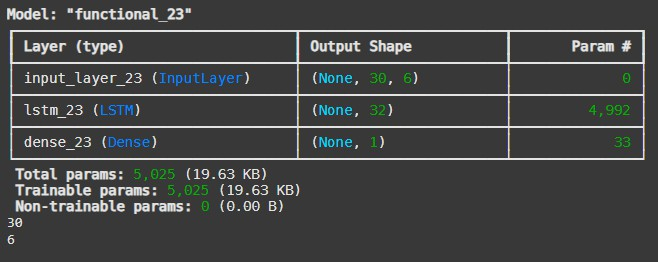 Model: "functional_23"
Layer (type) Output Shape Param #
input_layer_23 (InputLayer) (None, 30, 6) 0
lstm_23 (LSTM) (None, 32) 4,992
dense_23 (Dense) (None, 1) 33
Total params: 5,025 (19.63 KB)
Trainable params: 5,025 (19.63 KB)
Non-trainable params: 0 (0.00 B)
30
6